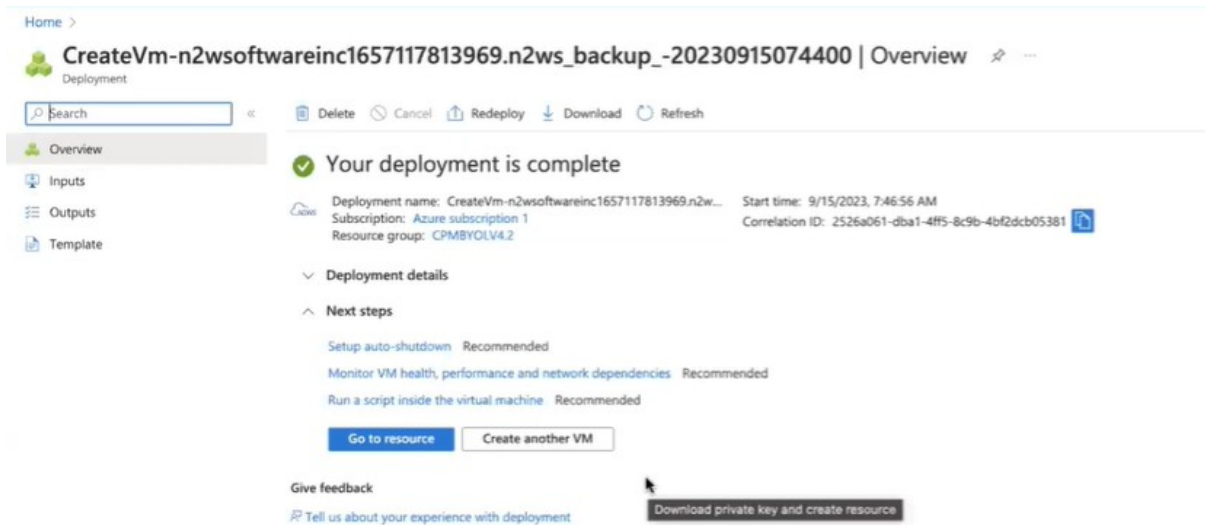 Home >
CreateVm-n2wsoftwareinc1657117813969.n2ws_backup_-20230915074400 | Overview
Deployment
Search
Delete Cancel Redeploy Download Refresh
Overview
Inputs
Outputs
Template
Your deployment is complete
Deployment name: CreateVm-n2wsoftwareinc1657117813969.n2w...
Subscription: Azure subscription 1
Resource group: CPMBYOLV4.2
Start time: 9/15/2023, 7:46:56 AM
Correlation ID: 2526a061-dba1-4ff5-8c9b-4bf2dcb05381
Deployment details
Next steps
Setup auto-shutdown Recommended
Monitor VM health, performance and network dependencies Recommended
Run a script inside the virtual machine Recommended
Go to resource Create another VM
Give feedback
Tell us about your experience with deployment
Download private key and create resource